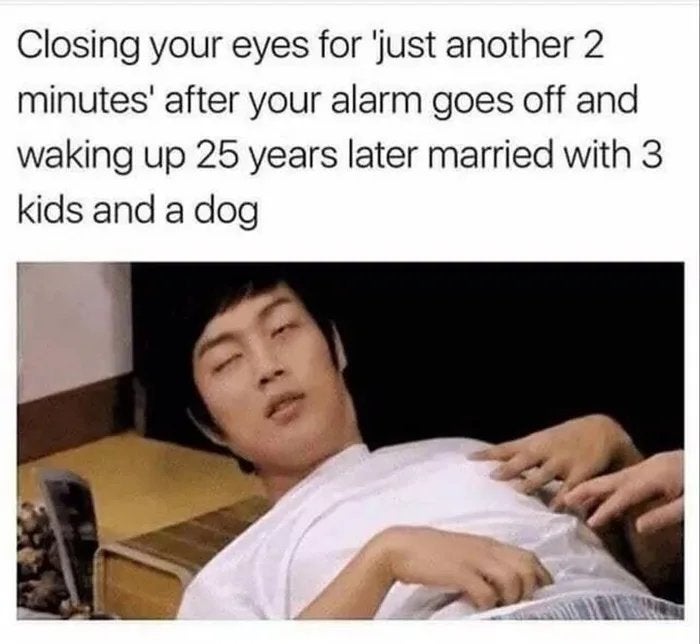 Closing your eyes for 'just another 2
minutes' after your alarm goes off and
waking up 25 years later married with 3
kids and a dog